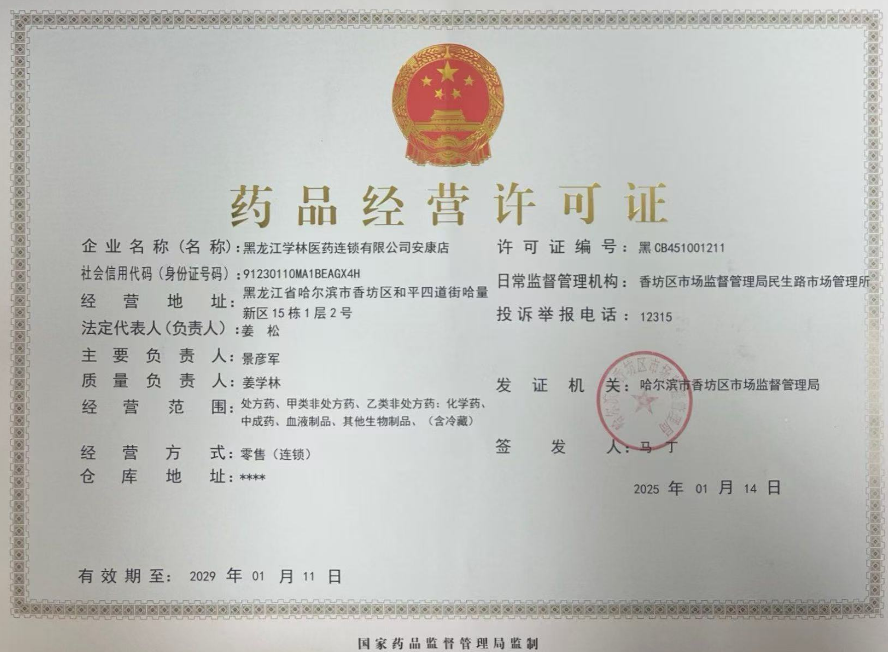 药品经营许可证
企业名称（名称）：黑龙江学林医药连锁有限公司安康店
社会信用代码（身份证号码）：91230110MA1BEAGX4H
经营地址：黑龙江省哈尔滨市香坊区和平四道街哈量
新区15栋1层2号
法定代表人（负责人）：姜 松
主要负责人：景彦军
质量负责人：姜学林
经营范围：处方药、甲类非处方药、乙类非处方药：化学药、
中成药、血液制品、其他生物制品、（含冷藏）
经营方式：零售（连锁）
仓库地址：****
许可证编号：黑CB451001211
日常监督管理机构：香坊区市场监督管理局民生路市场管理所
投诉举报电话：12315
发证机关：哈尔滨市香坊区市场监督管理局
签发人：马 丁
2025 年 01 月 14 日
有效期至：2029 年 01 月 11 日
国家药品监督管理局监制